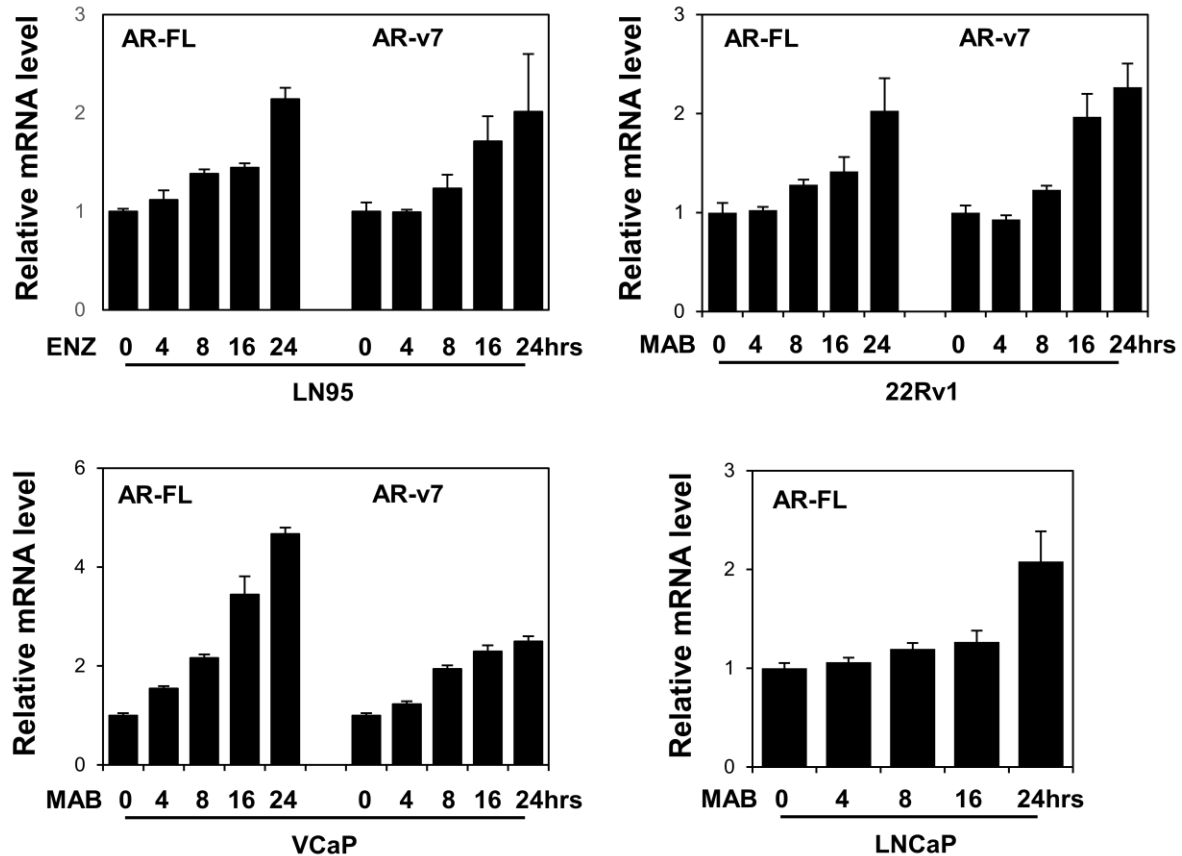 Relative mRNA level
3
2
1
0
AR-FL AR-v7
ENZ 0 4 8 16 24 0 4 8 16 24hrs
LN95
Relative mRNA level
3
2
1
0
AR-FL AR-v7
MAB 0 4 8 16 24 0 4 8 16 24hrs
22Rv1
Relative mRNA level
6
4
2
0
AR-FL AR-v7
MAB 0 4 8 16 24 0 4 8 16 24hrs
VCaP
Relative mRNA level
3
2
1
0
AR-FL
MAB 0 4 8 16 24hrs
LNCaP